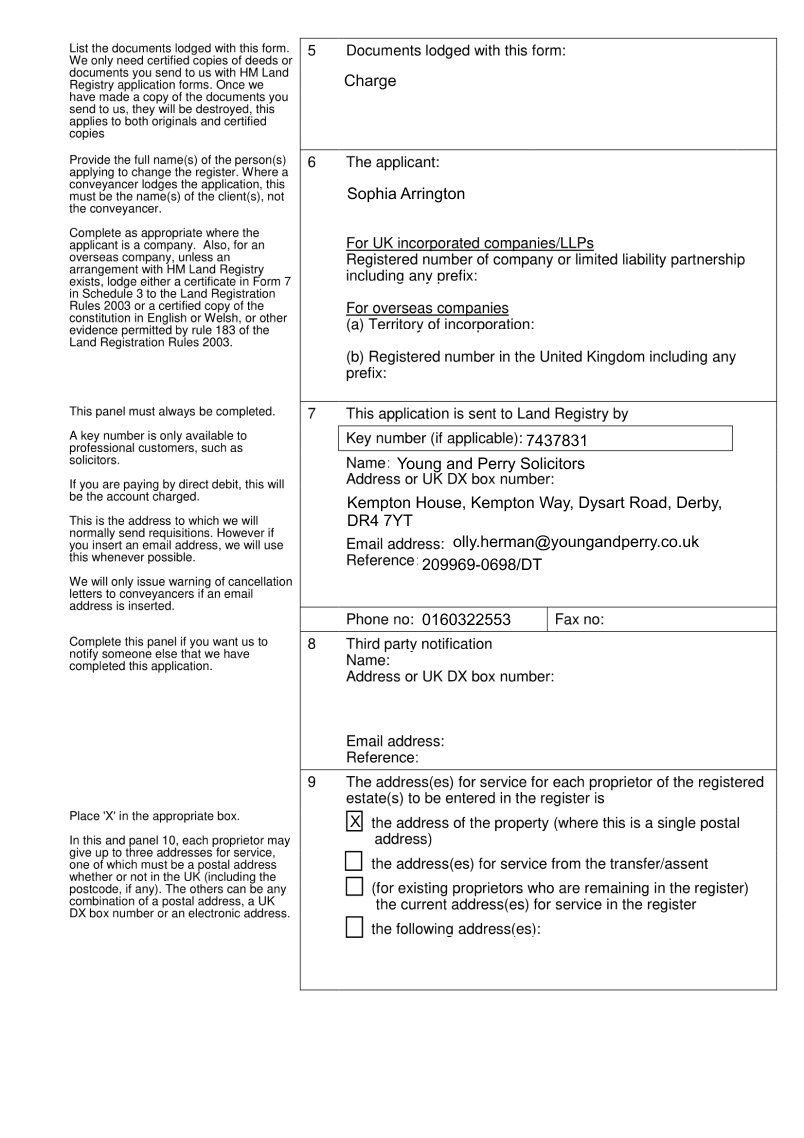 List the documents lodged with this form.
We only need certified copies of deeds or
documents you send to us with HM Land
Registry application forms. Once we
have made a copy of the documents you
send to us, they will be destroyed, this
applies to both originals and certified
copies
5 Documents lodged with this form:
Charge
Provide the full name(s) of the person(s)
applying to change the register. Where a
conveyancer lodges the application, this
must be the name(s) of the client(s), not
the conveyancer.
Complete as appropriate where the
applicant is a company. Also, for an
overseas company, unless an
arrangement with HM Land Registry
exists, lodge either a certificate in Form 7
in Schedule 3 to the Land Registration
Rules 2003 or a certified copy of the
constitution in English or Welsh, or other
evidence permitted by rule 183 of the
Land Registration Rules 2003.
6 The applicant:
Sophia Arrington
For UK incorporated companies/LLPs
Registered number of company or limited liability partnership
including any prefix:
For overseas companies
(a) Territory of incorporation:
(b) Registered number in the United Kingdom including any
prefix:
This panel must always be completed.
A key number is only available to
professional customers, such as
solicitors.
If you are paying by direct debit, this will
be the account charged.
This is the address to which we will
normally send requisitions. However if
you insert an email address, we will use
this whenever possible.
We will only issue warning of cancellation
letters to conveyancers if an email
address is inserted.
7 This application is sent to Land Registry by
Key number (if applicable): 7437831
Name: Young and Perry Solicitors
Address or UK DX box number:
Kempton House, Kempton Way, Dysart Road, Derby,
DR4 7YT
Email address: olly.herman@youngandperry.co.uk
Reference: 209969-0698/DT
Phone no: 0160322553 Fax no:
Complete this panel if you want us to
notify someone else that we have
completed this application.
8 Third party notification
Name:
Address or UK DX box number:
Email address:
Reference:
Place 'X' in the appropriate box.
In this and panel 10, each proprietor may
give up to three addresses for service,
one of which must be a postal address
whether or not in the UK (including the
postcode, if any). The others can be any
combination of a postal address, a UK
DX box number or an electronic address.
9 The address(es) for service for each proprietor of the registered
estate(s) to be entered in the register is
X the address of the property (where this is a single postal
address)
the address(es) for service from the transfer/assent
(for existing proprietors who are remaining in the register)
the current address(es) for service in the register
the following address(es):